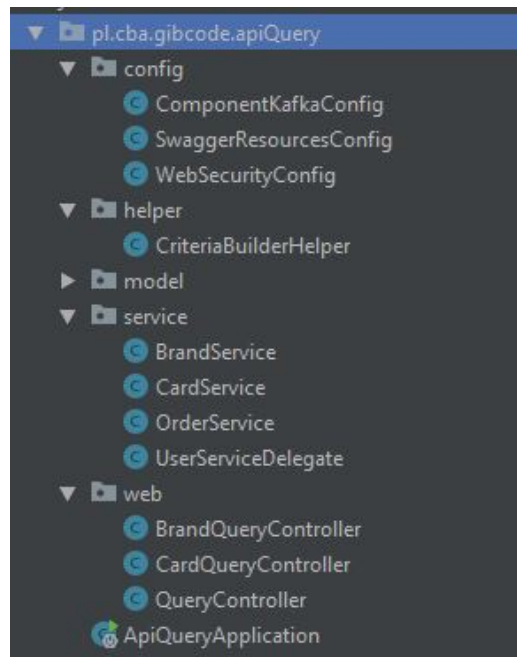 pl.cba.gibcode.apiQuery
config
ComponentKafkaConfig
SwaggerResourcesConfig
WebSecurityConfig
helper
CriteriaBuilderHelper
model
service
BrandService
CardService
OrderService
UserServiceDelegate
web
BrandQueryController
CardQueryController
QueryController
ApiQueryApplication